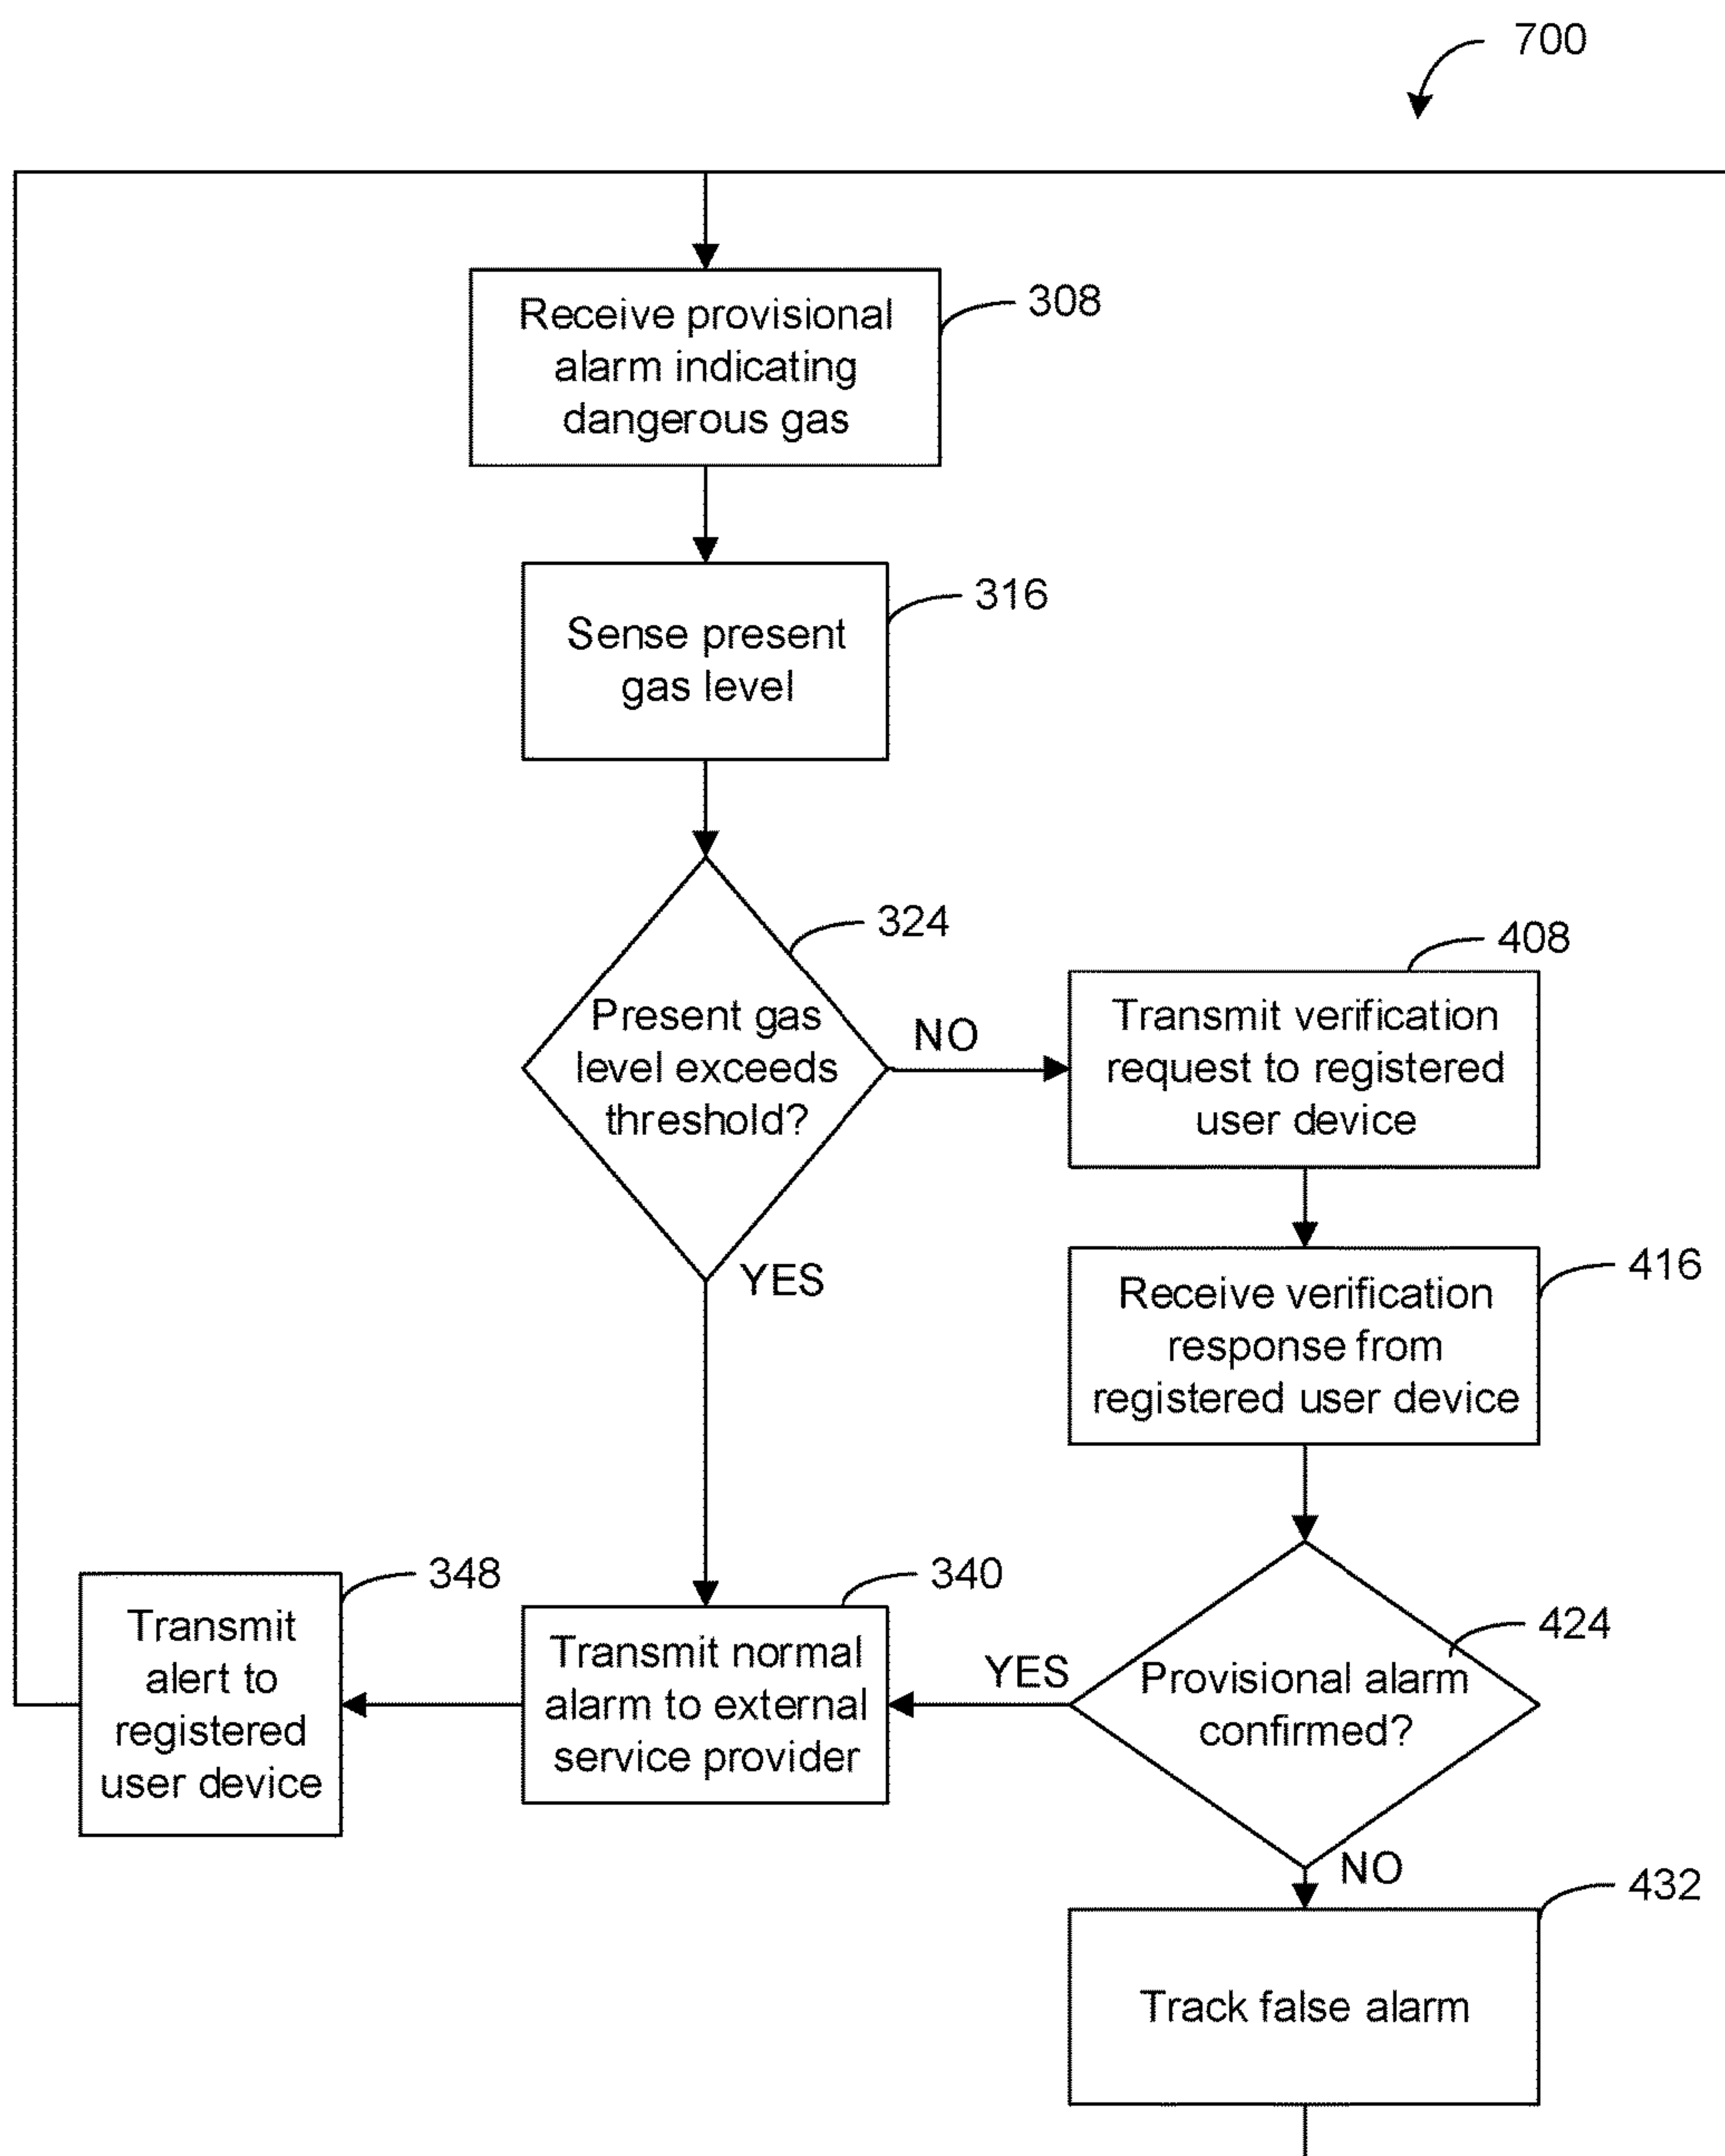 700
Receive provisional
alarm indicating
dangerous gas
308
Sense present
gas level
316
324
Present gas
level exceeds
threshold?
NO
YES
408
Transmit verification
request to registered
user device
416
Receive verification
response from
registered user device
424
Provisional alarm
confirmed?
YES
NO
340
Transmit normal
alarm to external
service provider
348
Transmit
alert to
registered
user device
432
Track false alarm